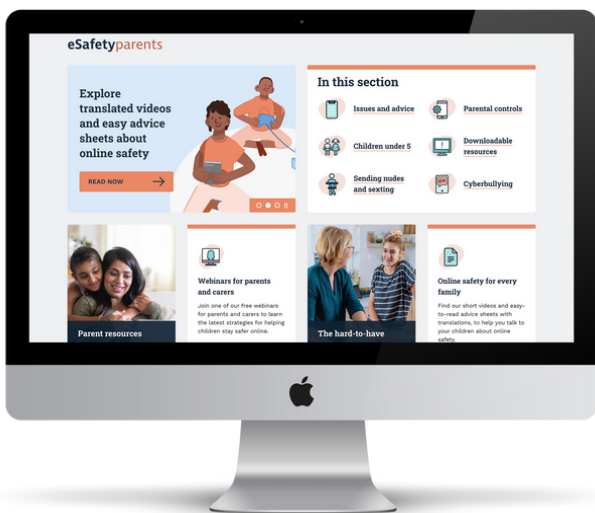 eSafetyparents
Explore
translated videos
and easy advice
sheets about
online safety
READ NOW
In this section
Issues and advice
Parental controls
Children under 5
Downloadable
resources
Sending nudes
and sexting
Cyberbullying
Parent resources
Webinars for parents
and carers
Join one of our free webinars
for parents and carers to learn
the latest strategies for helping
children stay safer online.
The hard-to-have
Online safety for every
family
Find our short videos and easy-
to-read advice sheets with
translations, to help you talk to
your children about online
safety.